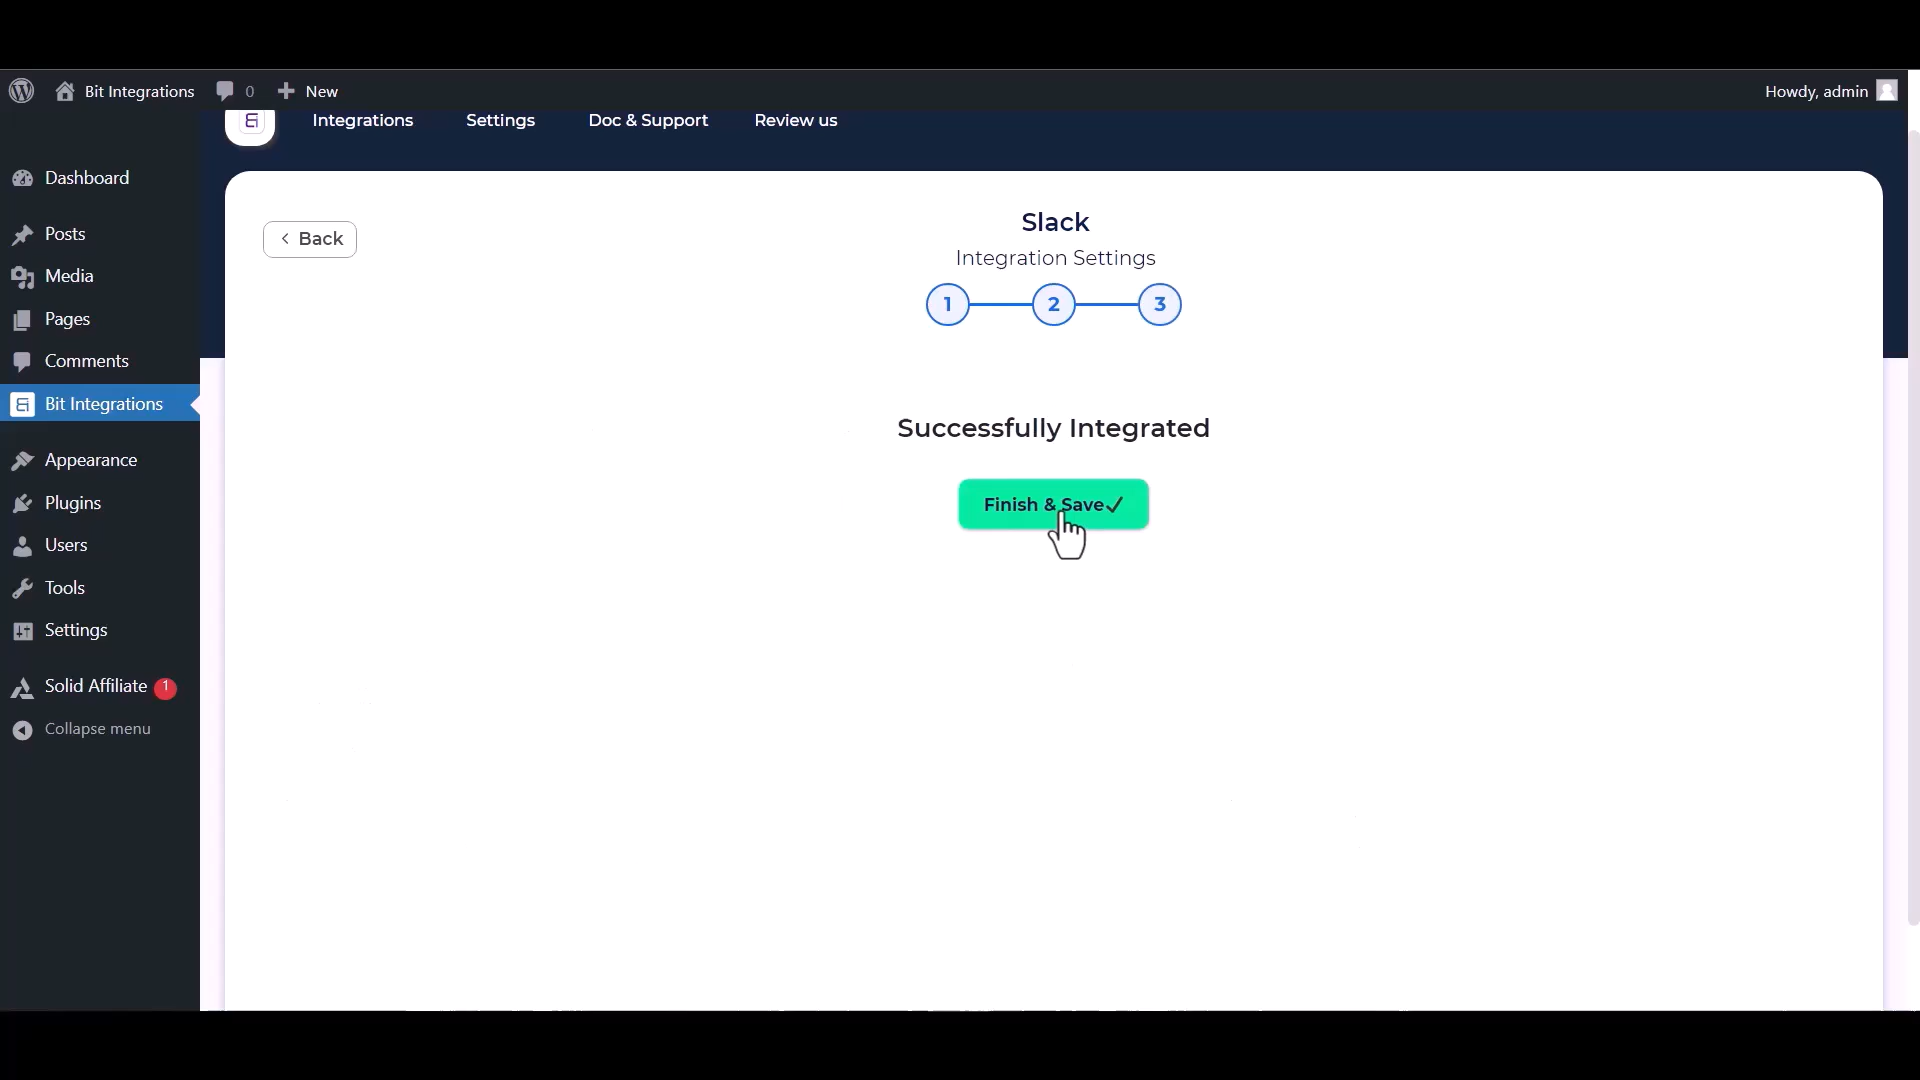 Bit Integrations 0 New Howdy, admin
Integrations Settings Doc & Support Review us
Dashboard
Posts
Media
Pages
Comments
Bit Integrations
Appearance
Plugins
Users
Tools
Settings
Solid Affiliate 1
Collapse menu
Back
Slack
Integration Settings
1 2 3
Successfully Integrated
Finish & Save✓